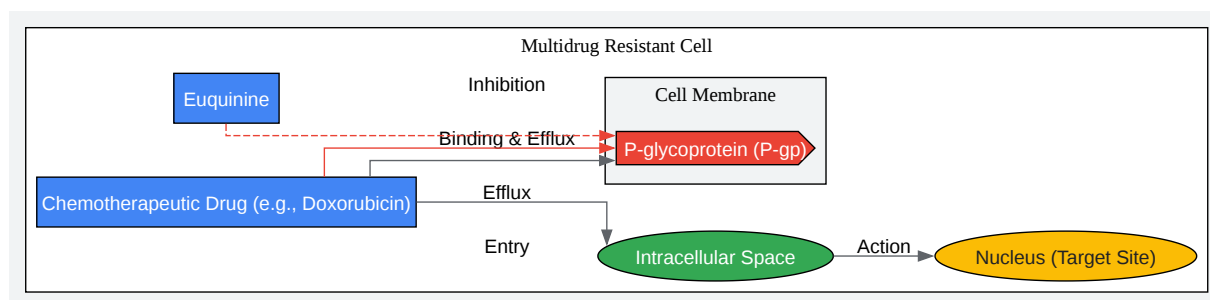 Multidrug Resistant Cell
Inhibition
Euquinine
Cell Membrane
Binding & Efflux
P-glycoprotein (P-gp)
Chemotherapeutic Drug (e.g., Doxorubicin)
Efflux
Entry
Intracellular Space
Action
Nucleus (Target Site)